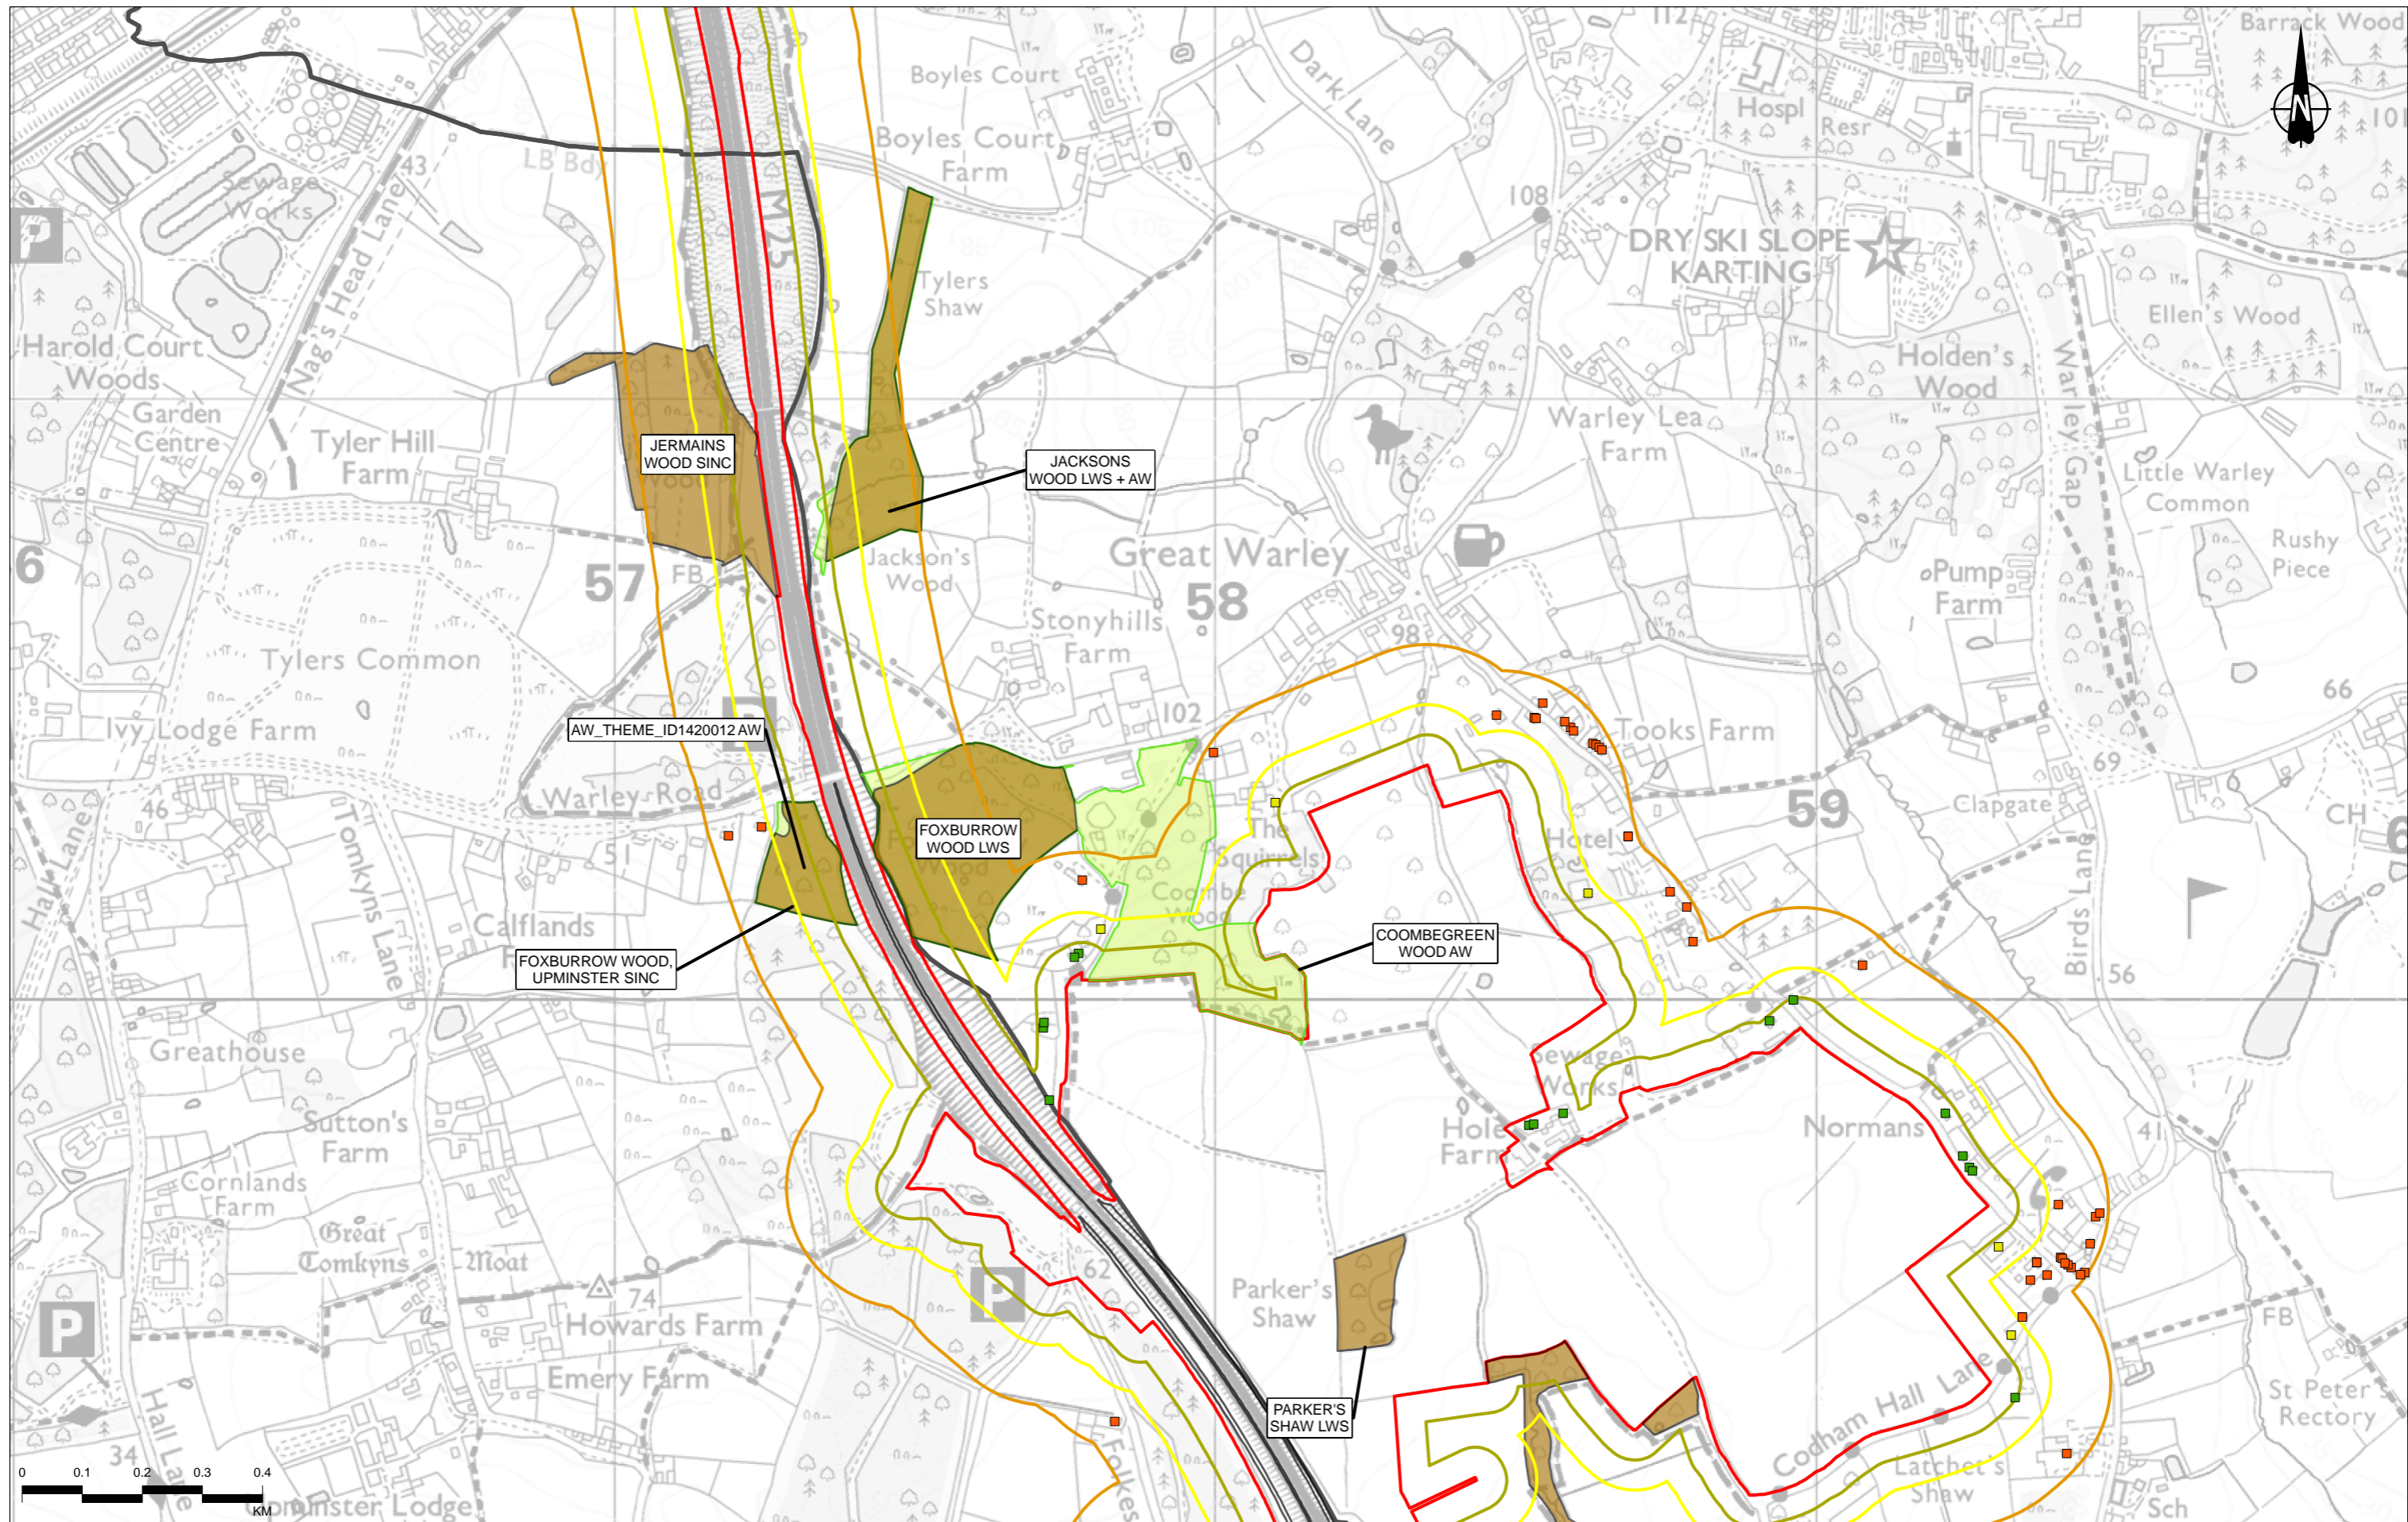 112
Barrack Wood
Boyles Court
Dark Lane
Hospl
Resr
101
N
43
LB Bdy
Boyles Court
Farm
Sewage
Works
Nag's Head Lane
M25
108
DRY SKI SLOPE
KARTING
P
Tylers
Shaw
Ellen's Wood
Harold Court
Woods
Holden's
Wood
Warley Gap
Garden
Centre
Tyler Hill
Farm
Warley Lea
Farm
JERMAINS
WOOD SINC
JACKSONS
WOOD LWS + AW
Little Warley
Common
Rushy
Piece
6
57
FB
Jackson's
Wood
Great Warley
58
Pump
Farm
Stonyhills
Farm
98
Tylers Common
66
Ivy Lodge Farm
AW_THEME_ID1420012 AW
102
Tooks Farm
69
Warley Road
46
51
Clapgate
59
CH
Hall Lane
Tomkyns Lane
FOXBURROW
WOOD LWS
The
Squirrels
Hotel
Coombe
Wood
Calflands
Birds Lane
FOXBURROW WOOD,
UPMINSTER SINC
COOMBEGREEN
WOOD AW
56
Greathouse
Sewage
Works
Sutton's
Farm
Hole
Farm
Normans
41
Cornlands
Farm
Great
Tomkyns
Moat
62
74
P
Parker's
Shaw
P
Howards Farm
FB
Emery Farm
PARKER'S
SHAW LWS
Codham Hall Lane
St Peter's
Rectory
Hall Lane
34
Folkes
Latchet's
Shaw
Sch
0 0.1 0.2 0.3 0.4
KM
Upminster Lodge